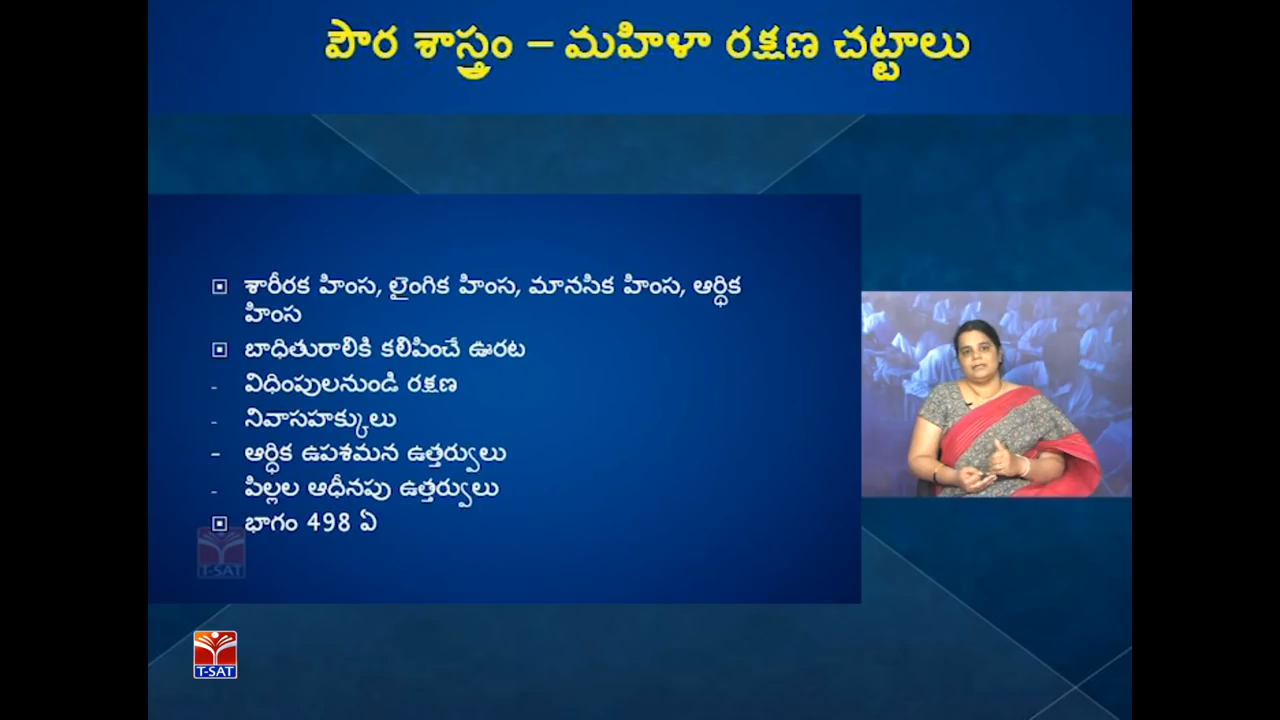 పౌర శాస్త్రం – మహిళా రక్షణ చట్టాలు
శారీరక హింస, లైంగిక హింస, మానసిక హింస, ఆర్ధిక
హింస
బాధితురాలికి కలిపించే ఊరట
- విధింపులనుండి రక్షణ
- నివాసహక్కులు
- ఆర్ధిక ఉపశమన ఉత్తర్వులు
- పిల్లల ఆధీనపు ఉత్తర్వులు
భాగం 498 ఏ
T-SAT
T-SAT